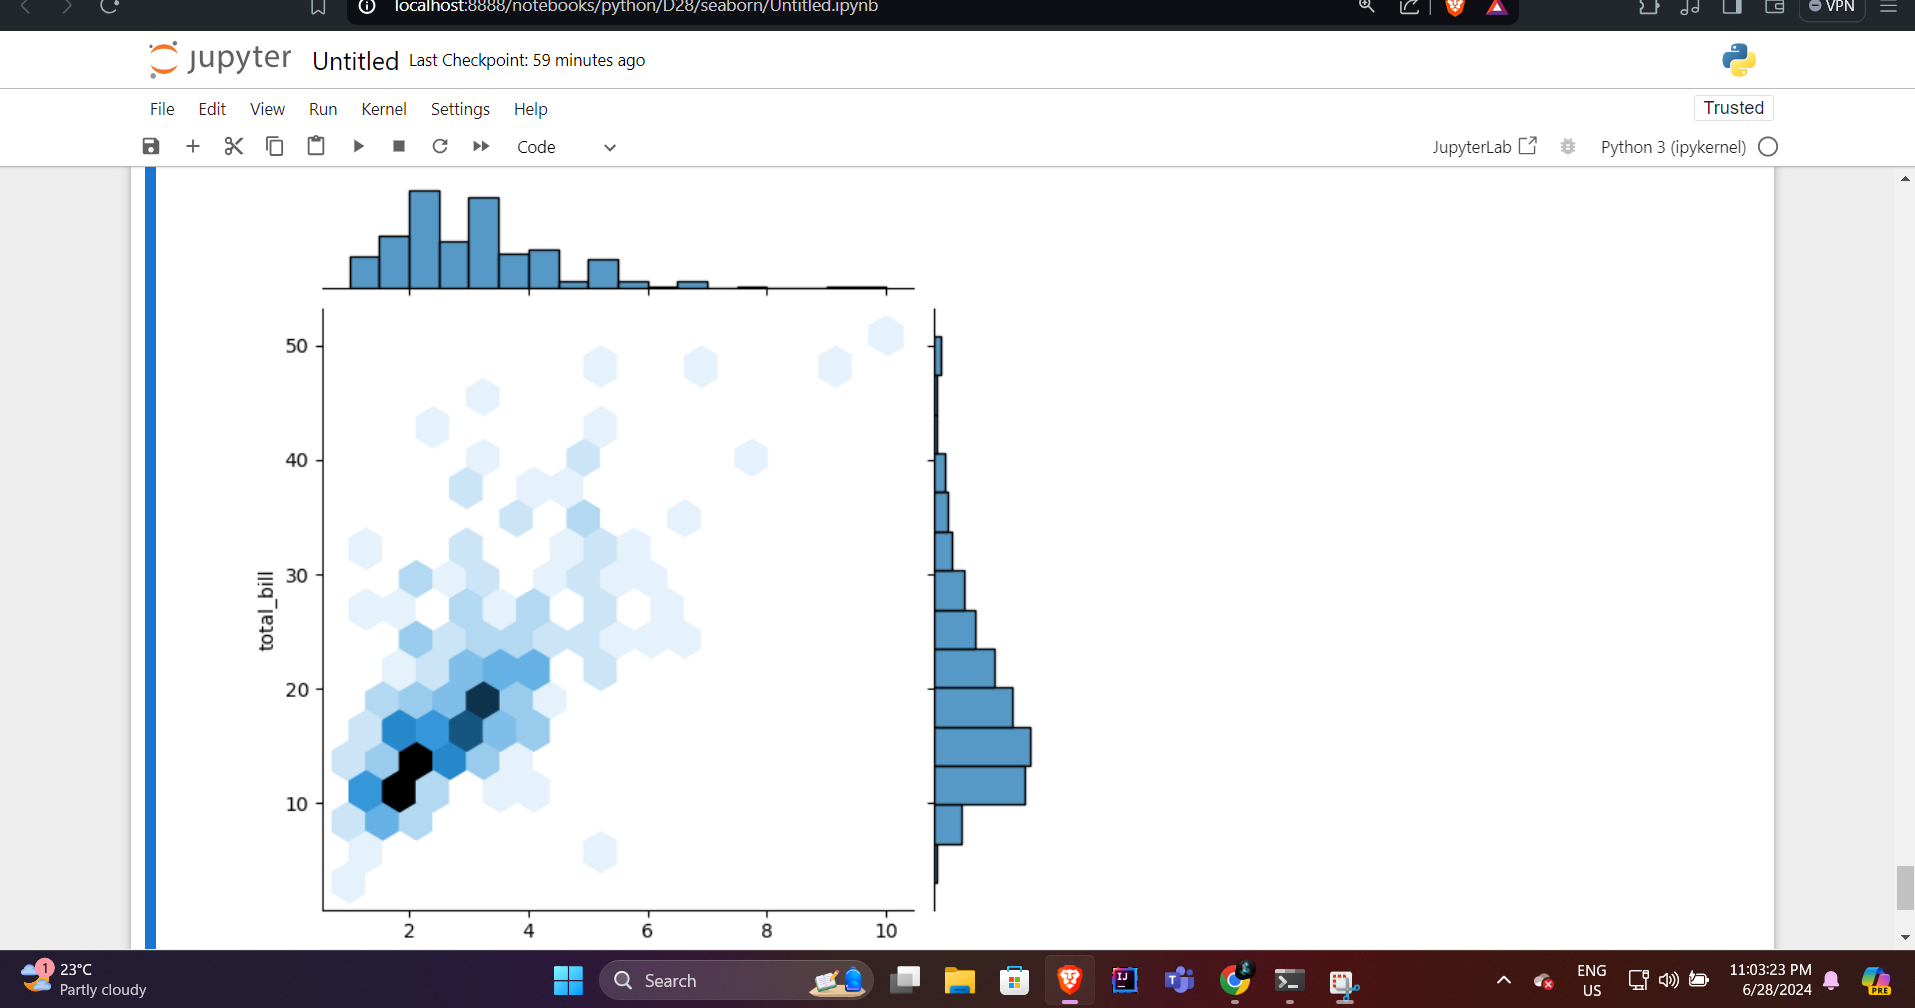 localhost:8888/notebooks/python/D28/seaborn/Untitled.ipynb
VPN
jupyter Untitled Last Checkpoint: 59 minutes ago
File Edit View Run Kernel Settings Help
Trusted
Code
JupyterLab
Python 3 (ipykernel)
50
40
30
20
10
total_bill
2 4 6 8 10
1
23°C
Partly cloudy
Search
IJ
PRE
ENG
US
11:03:23 PM
6/28/2024